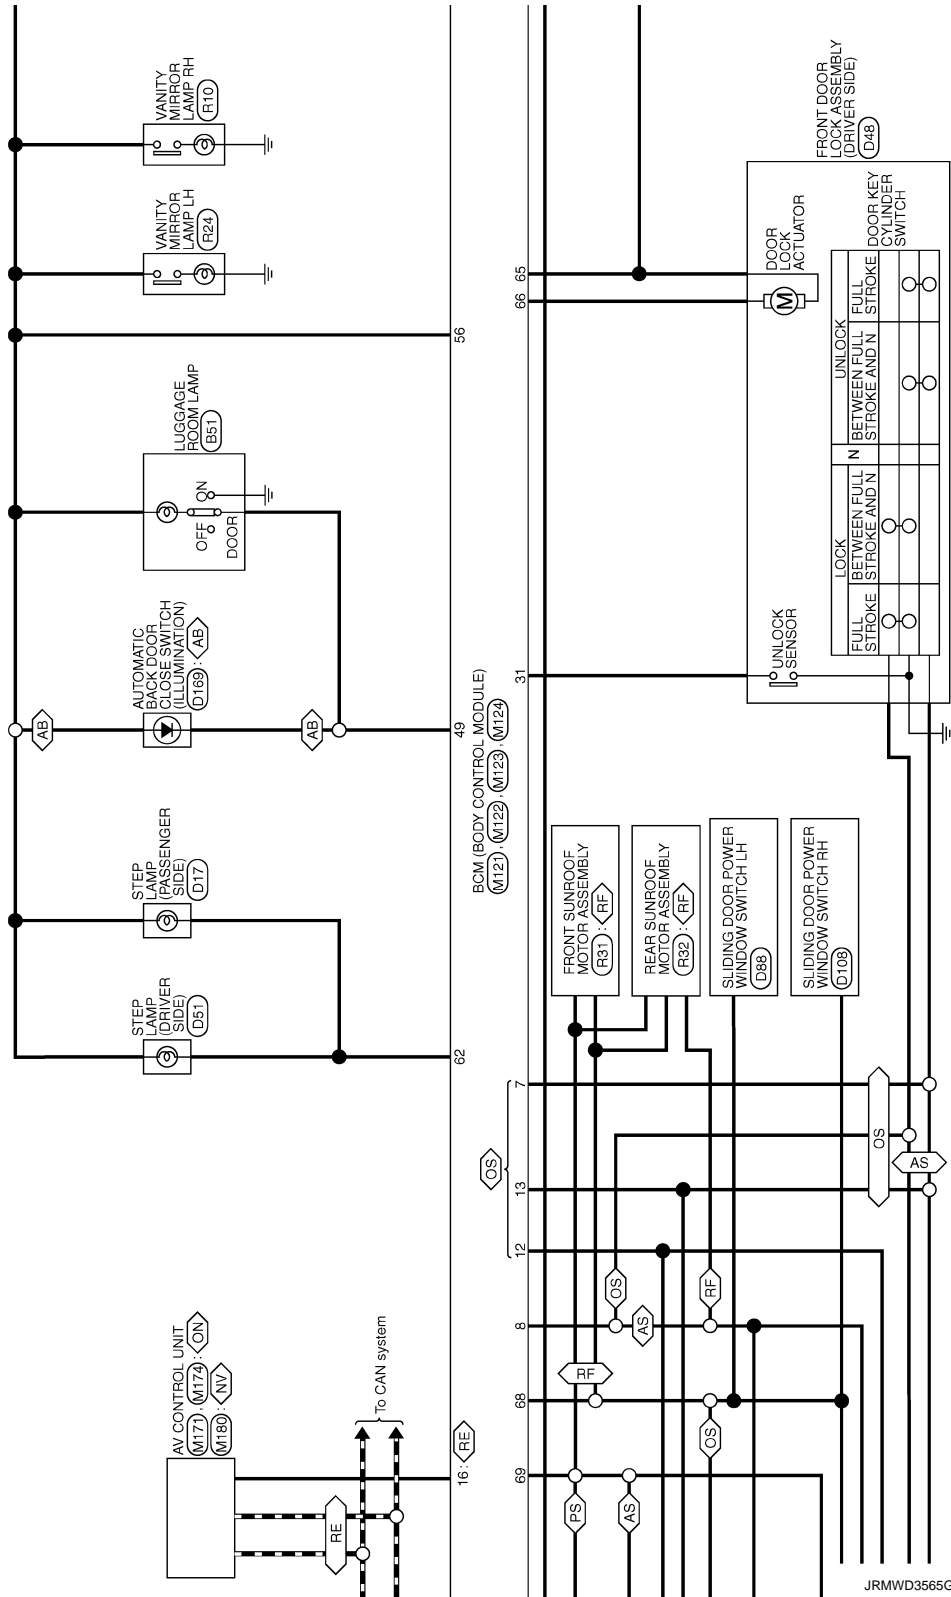 VANITY
MIRROR
LAMP RH
R10
VANITY
MIRROR
LAMP LH
R24
56
LUGGAGE
ROOM LAMP
B51
ON
OFF
DOOR
AUTOMATIC
BACK DOOR
CLOSE SWITCH
(ILLUMINATION)
D169 : AB
AB
AB
49
STEP
LAMP
(PASSENGER
SIDE)
D17
STEP
LAMP
(DRIVER
SIDE)
D51
62
AV CONTROL UNIT
M171 , M174 : ON
M180 : NV
To CAN system
RE
16 : RE
BCM (BODY CONTROL MODULE)
M121 , M122 , M123 , M124
FRONT DOOR
LOCK ASSEMBLY
(DRIVER SIDE)
D48
65
66
DOOR
LOCK
ACTUATOR
M
DOOR KEY
CYLINDER
SWITCH
LOCK
N
UNLOCK
FULL
STROKE
BETWEEN FULL
STROKE AND N
BETWEEN FULL
STROKE AND N
FULL
STROKE
31
UNLOCK
SENSOR
FRONT SUNROOF
MOTOR ASSEMBLY
R31 : RF
REAR SUNROOF
MOTOR ASSEMBLY
R32 : RF
SLIDING DOOR POWER
WINDOW SWITCH LH
D88
SLIDING DOOR POWER
WINDOW SWITCH RH
D108
7
OS
13
12
OS
AS
8
OS
AS
RF
68
RF
OS
69
PS
AS
JRMWD3565G